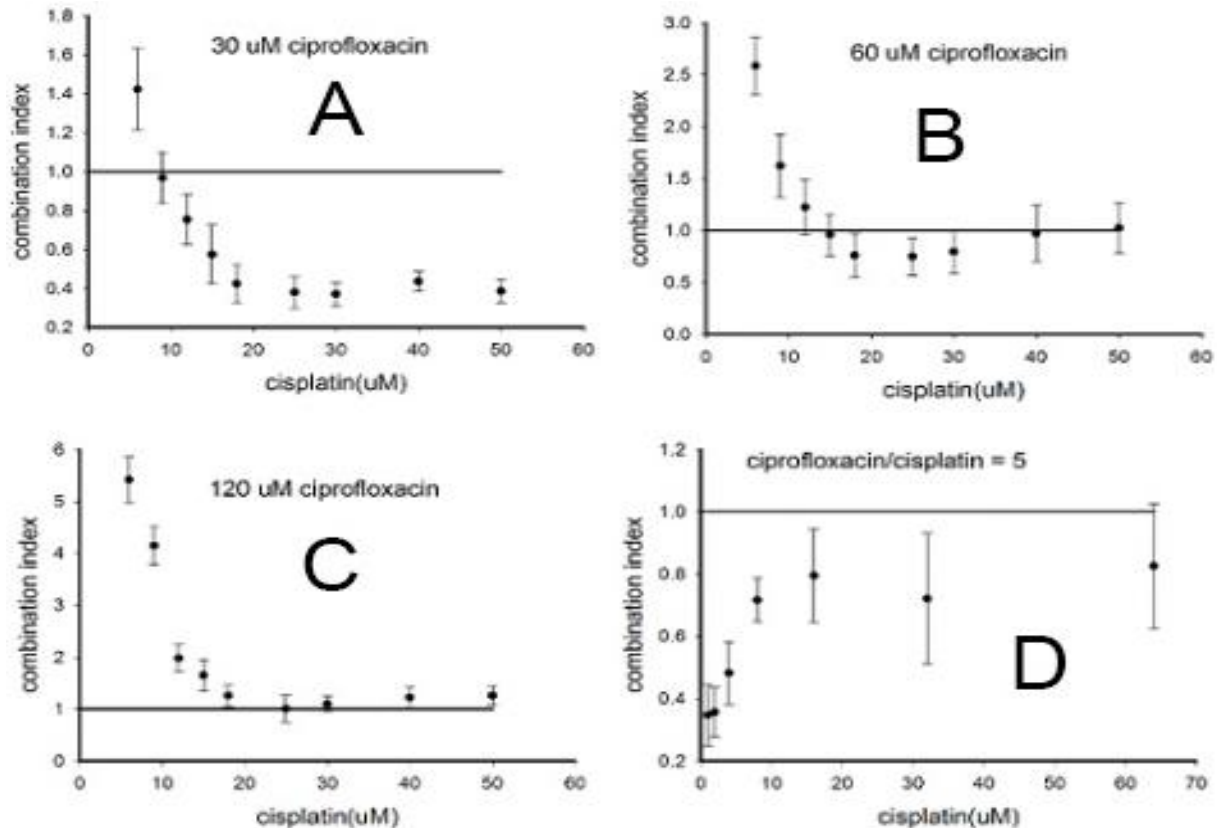 30 uM ciprofloxacin
A
combination index
1.8
1.6
1.4
1.2
1.0
0.8
0.6
0.4
0.2
0 10 20 30 40 50 60
cisplatin(uM)
60 uM ciprofloxacin
B
combination index
3.0
2.5
2.0
1.5
1.0
0.5
0.0
0 10 20 30 40 50 60
cisplatin(uM)
120 uM ciprofloxacin
C
combination index
6
5
4
3
2
1
0
0 10 20 30 40 50 60
cisplatin(uM)
ciprofloxacin/cisplatin = 5
D
combination index
1.2
1.0
0.8
0.6
0.4
0.2
0 10 20 30 40 50 60 70
cisplatin(uM)